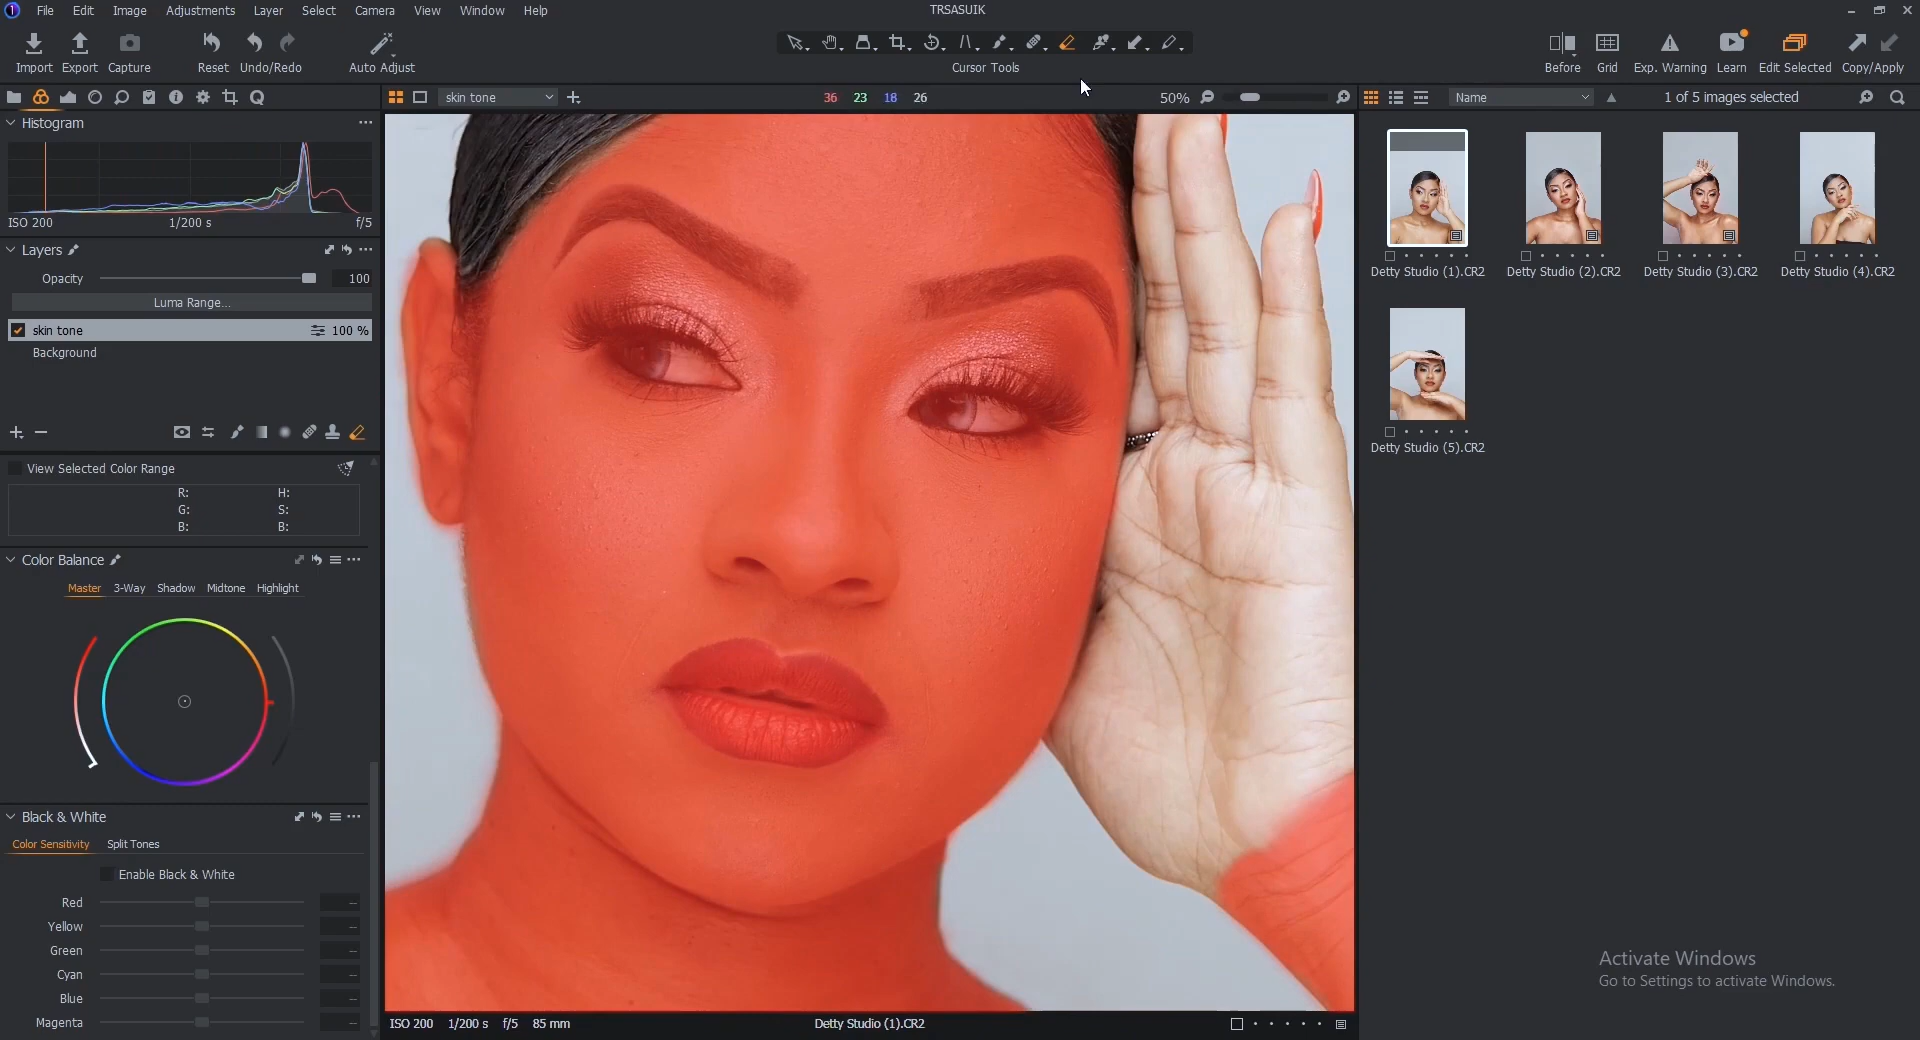 File Edit Image Adjustments Layer Select Camera View Window Help
TRSASUIK
Import Export Capture Reset Undo/Redo Auto Adjust
Cursor Tools
Before Grid Exp. Warning Learn Edit Selected Copy/Apply
skin tone
36 23 18 26
50%
Name
1 of 5 images selected
Histogram
ISO 200 1/200 s f/5
Layers
Opacity 100
Luma Range...
skin tone 100 %
Background
View Selected Color Range
R: H:
G: S:
B: B:
Color Balance
Master 3-Way Shadow Midtone Highlight
Black & White
Color Sensitivity Split Tones
Enable Black & White
Red --
Yellow --
Green --
Cyan --
Blue --
Magenta --
ISO 200 1/200 s f/5 85 mm
Detty Studio (1).CR2
Detty Studio (1).CR2 Detty Studio (2).CR2 Detty Studio (3).CR2 Detty Studio (4).CR2
Detty Studio (5).CR2
Activate Windows
Go to Settings to activate Windows.